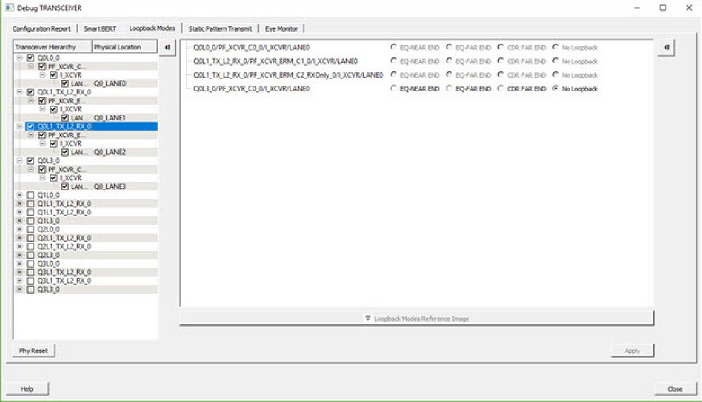 Debug TRANSCEIVER
Configuration Report
Smart BERT
Loopback Modes
Static Pattern Transmit
Eye Monitor
Transceiver Hierarchy Physical Location
Q0L0_0
PF_XCVR_C...
I_XCVR
LAN... Q0_LANE0
Q0L1_TX_L2_RX_0
PF_XCVR_E...
I_XCVR
LAN... Q0_LANE1
Q0L1_TX_L2_RX_0
PF_XCVR_E...
I_XCVR
LAN... Q0_LANE2
Q0L3_0
PF_XCVR_C...
I_XCVR
LAN... Q0_LANE3
Q1L0_0
Q1L1_TX_L2_RX_0
Q1L1_TX_L2_RX_0
Q1L3_0
Q2L0_0
Q2L1_TX_L2_RX_0
Q2L1_TX_L2_RX_0
Q2L3_0
Q3L0_0
Q3L1_TX_L2_RX_0
Q3L1_TX_L2_RX_0
Q3L3_0
Q0L0_0/PF_XCVR_C0_0/I_XCVR/LANE0 EQ-NEAR END EQ-FAR END CDR FAR END No Loopback
Q0L1_TX_L2_RX_0/PF_XCVR_ERM_C1_0/I_XCVR/LANE0 EQ-NEAR END EQ-FAR END CDR FAR END No Loopback
Q0L1_TX_L2_RX_0/PF_XCVR_ERM_C2_RXOnly_0/I_XCVR/LANE0 EQ-NEAR END EQ-FAR END CDR FAR END No Loopback
Q0L3_0/PF_XCVR_C0_0/I_XCVR/LANE0 EQ-NEAR END EQ-FAR END CDR FAR END No Loopback
Loopback Modes Reference Image
Phy Reset
Apply
Help
Close